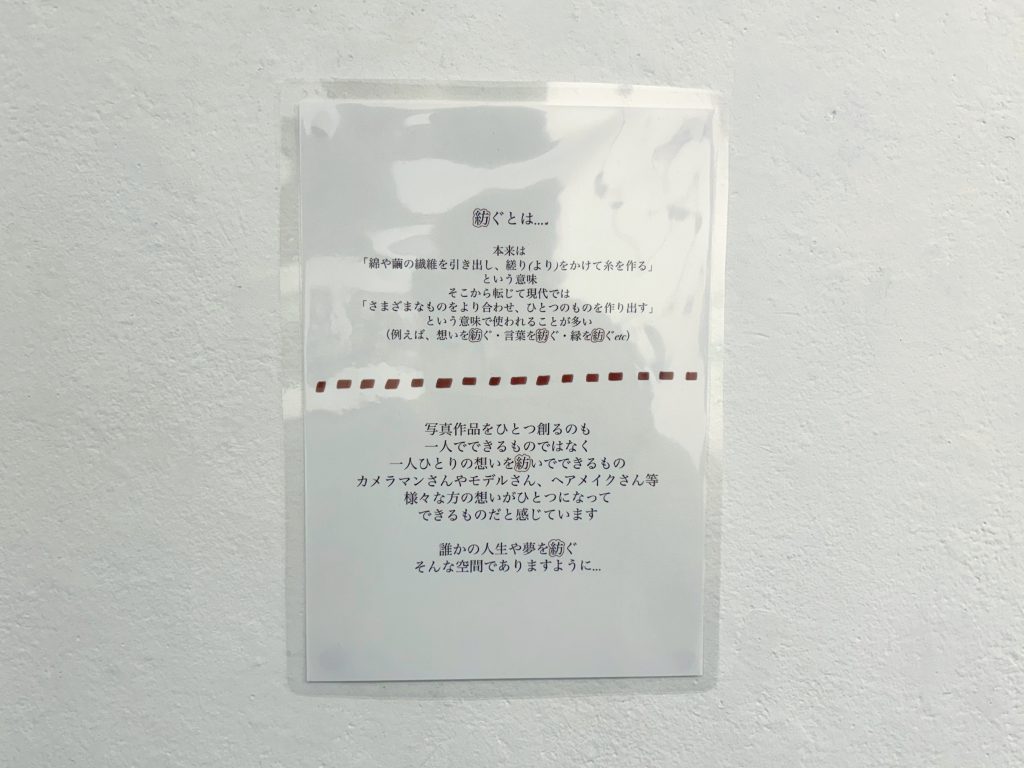 紡ぐとは....
本来は
「綿や繭の繊維を引き出し、縒り(より)をかけて糸を作る」
という意味
そこから転じて現代では
「さまざまなものをより合わせ、ひとつのものを作り出す」
という意味で使われることが多い
（例えば、想いを紡ぐ・言葉を紡ぐ・縁を紡ぐetc）
写真作品をひとつ創るのも
一人でできるものではなく
一人ひとりの想いを紡いでできるもの
カメラマンさんやモデルさん、ヘアメイクさん等
様々な方の想いがひとつになって
できるものだと感じています
誰かの人生や夢を紡ぐ
そんな空間でありますように...